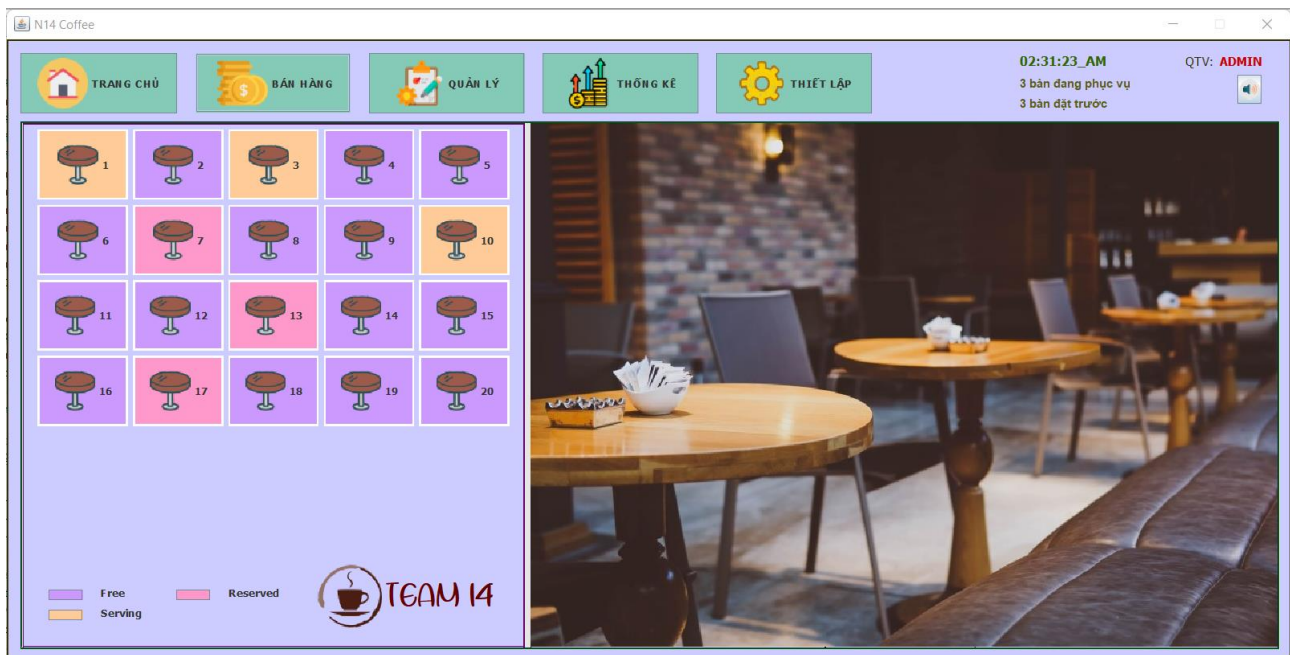 N14 Coffee
TRANG CHỦ
BÁN HÀNG
QUẢN LÝ
THỐNG KÊ
THIẾT LẬP
02:31:23_AM
QTV: ADMIN
3 bàn đang phục vụ
3 bàn đặt trước
1 2 3 4 5
6 7 8 9 10
11 12 13 14 15
16 17 18 19 20
Free
Reserved
Serving
TEAM 14